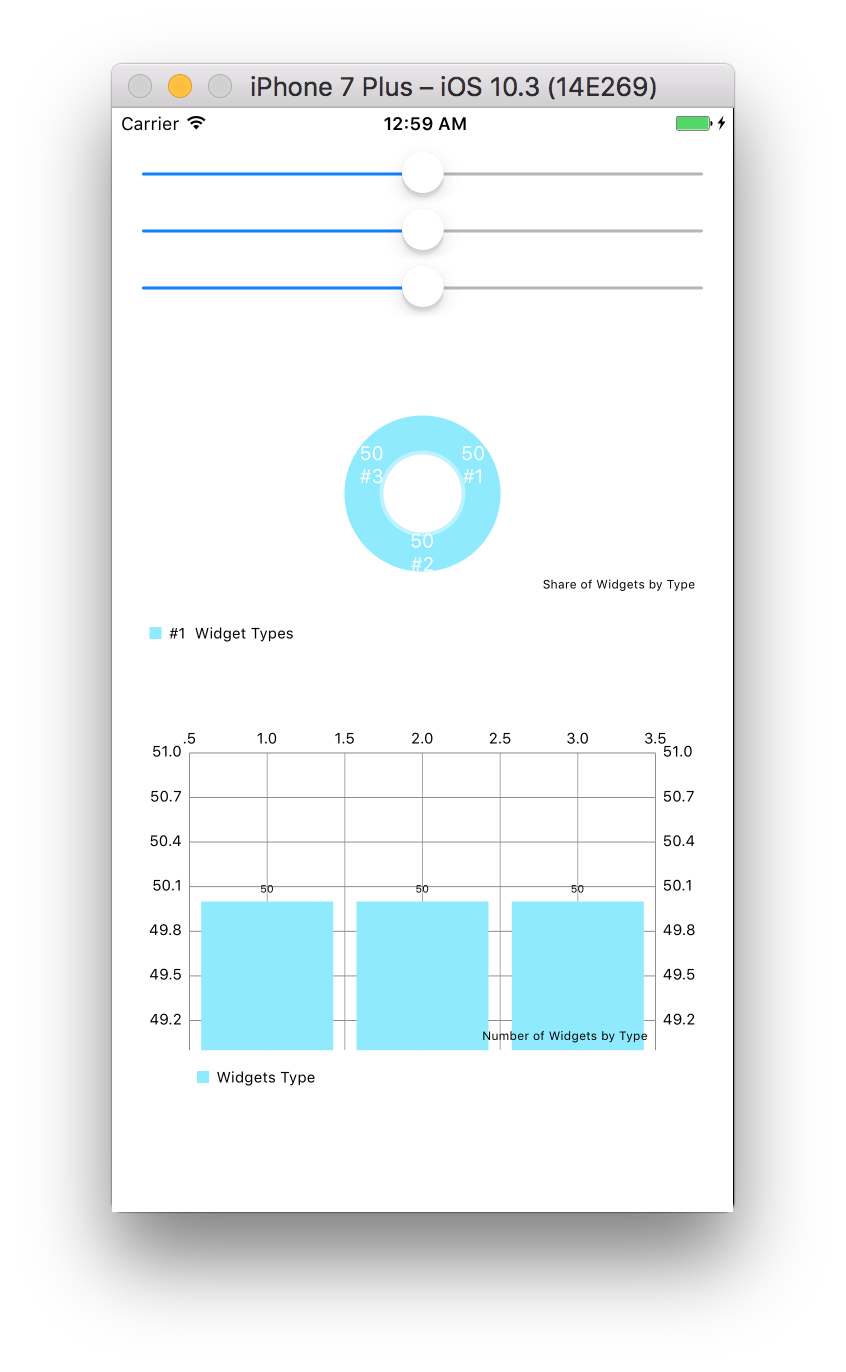 iPhone 7 Plus – iOS 10.3 (14E269)
Carrier 12:59 AM
50 50
#3 #1
50
#2
Share of Widgets by Type
#1 Widget Types
.5 1.0 1.5 2.0 2.5 3.0 3.5
51.0 51.0
50.7 50.7
50.4 50.4
50.1 50 50 50 50.1
49.8 49.8
49.5 49.5
49.2 49.2
Number of Widgets by Type
Widgets Type